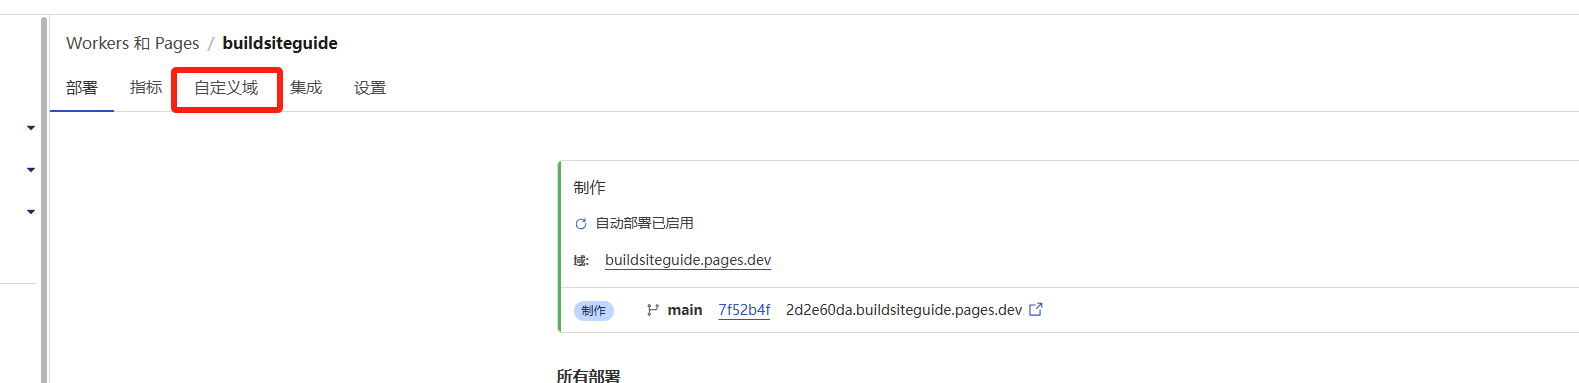 Workers 和 Pages / buildsiteguide
部署 指标 自定义域 集成 设置
制作
自动部署已启用
域: buildsiteguide.pages.dev
制作 main 7f52b4f 2d2e60da.buildsiteguide.pages.dev
所有部署